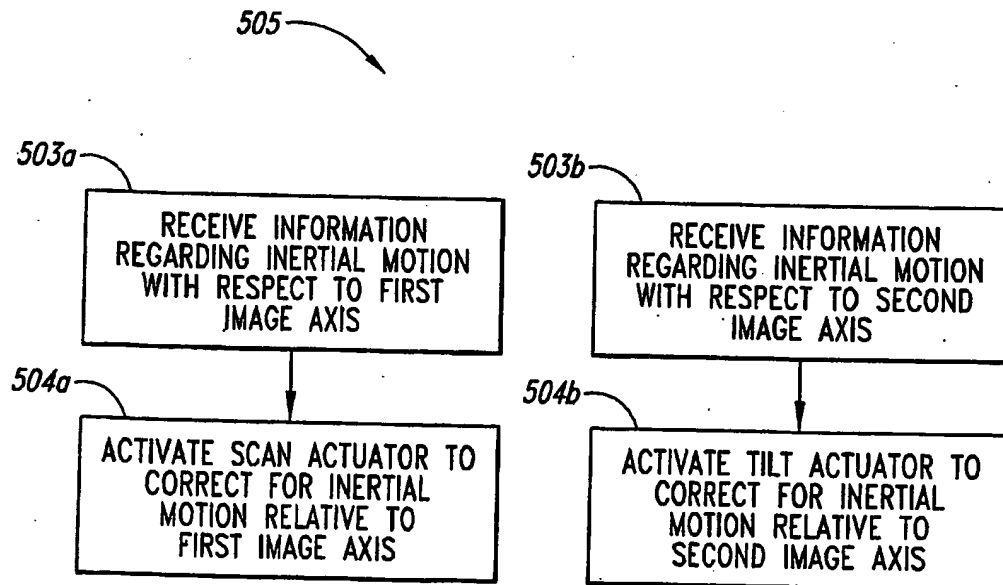 505
503a
RECEIVE INFORMATION
REGARDING INERTIAL MOTION
WITH RESPECT TO FIRST
IMAGE AXIS
504a
ACTIVATE SCAN ACTUATOR TO
CORRECT FOR INERTIAL
MOTION RELATIVE TO
FIRST IMAGE AXIS
503b
RECEIVE INFORMATION
REGARDING INERTIAL MOTION
WITH RESPECT TO SECOND
IMAGE AXIS
504b
ACTIVATE TILT ACTUATOR TO
CORRECT FOR INERTIAL
MOTION RELATIVE TO
SECOND IMAGE AXIS